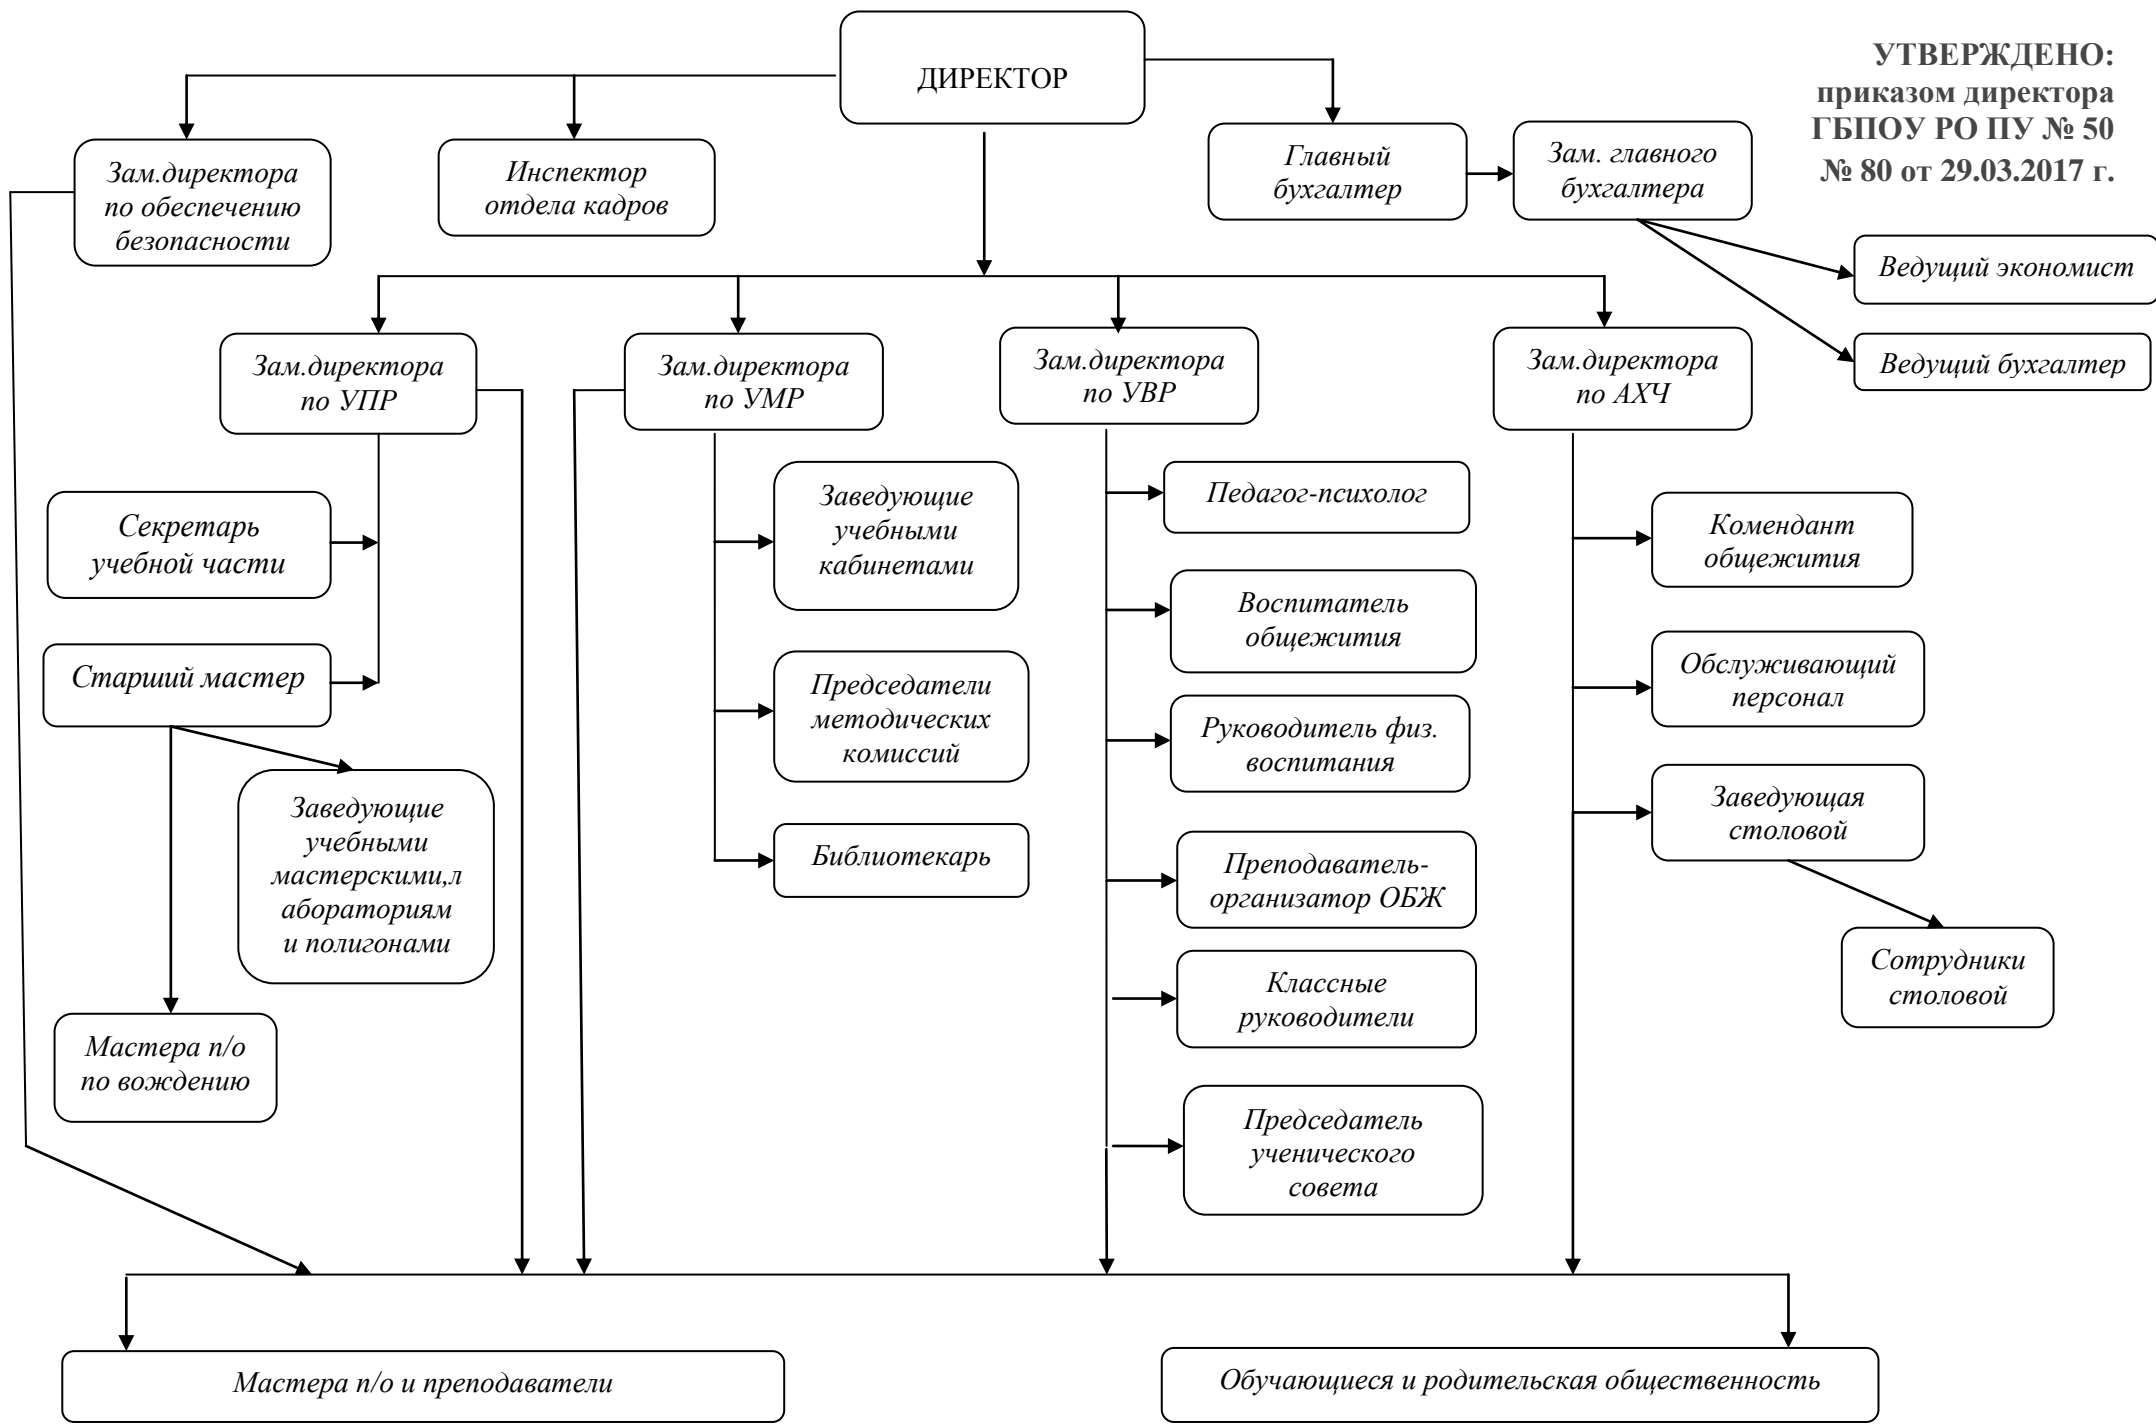 ДИРЕКТОР
УТВЕРЖДЕНО:
приказом директора
ГБПОУ РО ПУ № 50
№ 80 от 29.03.2017 г.
Зам.директора
по обеспечению
безопасности
Инспектор
отдела кадров
Главный
бухгалтер
Зам. главного
бухгалтера
Ведущий экономист
Ведущий бухгалтер
Зам.директора
по УПР
Зам.директора
по УМР
Зам.директора
по УВР
Зам.директора
по АХЧ
Секретарь
учебной части
Старший мастер
Заведующие
учебными
мастерскими,л
абораториям
и полигонами
Мастера п/о
по вождению
Заведующие
учебными
кабинетами
Председатели
методических
комиссий
Библиотекарь
Педагог-психолог
Воспитатель
общежития
Руководитель физ.
воспитания
Преподаватель-
организатор ОБЖ
Классные
руководители
Председатель
ученического
совета
Комендант
общежития
Обслуживающий
персонал
Заведующая
столовой
Сотрудники
столовой
Мастера п/о и преподаватели
Обучающиеся и родительская общественность